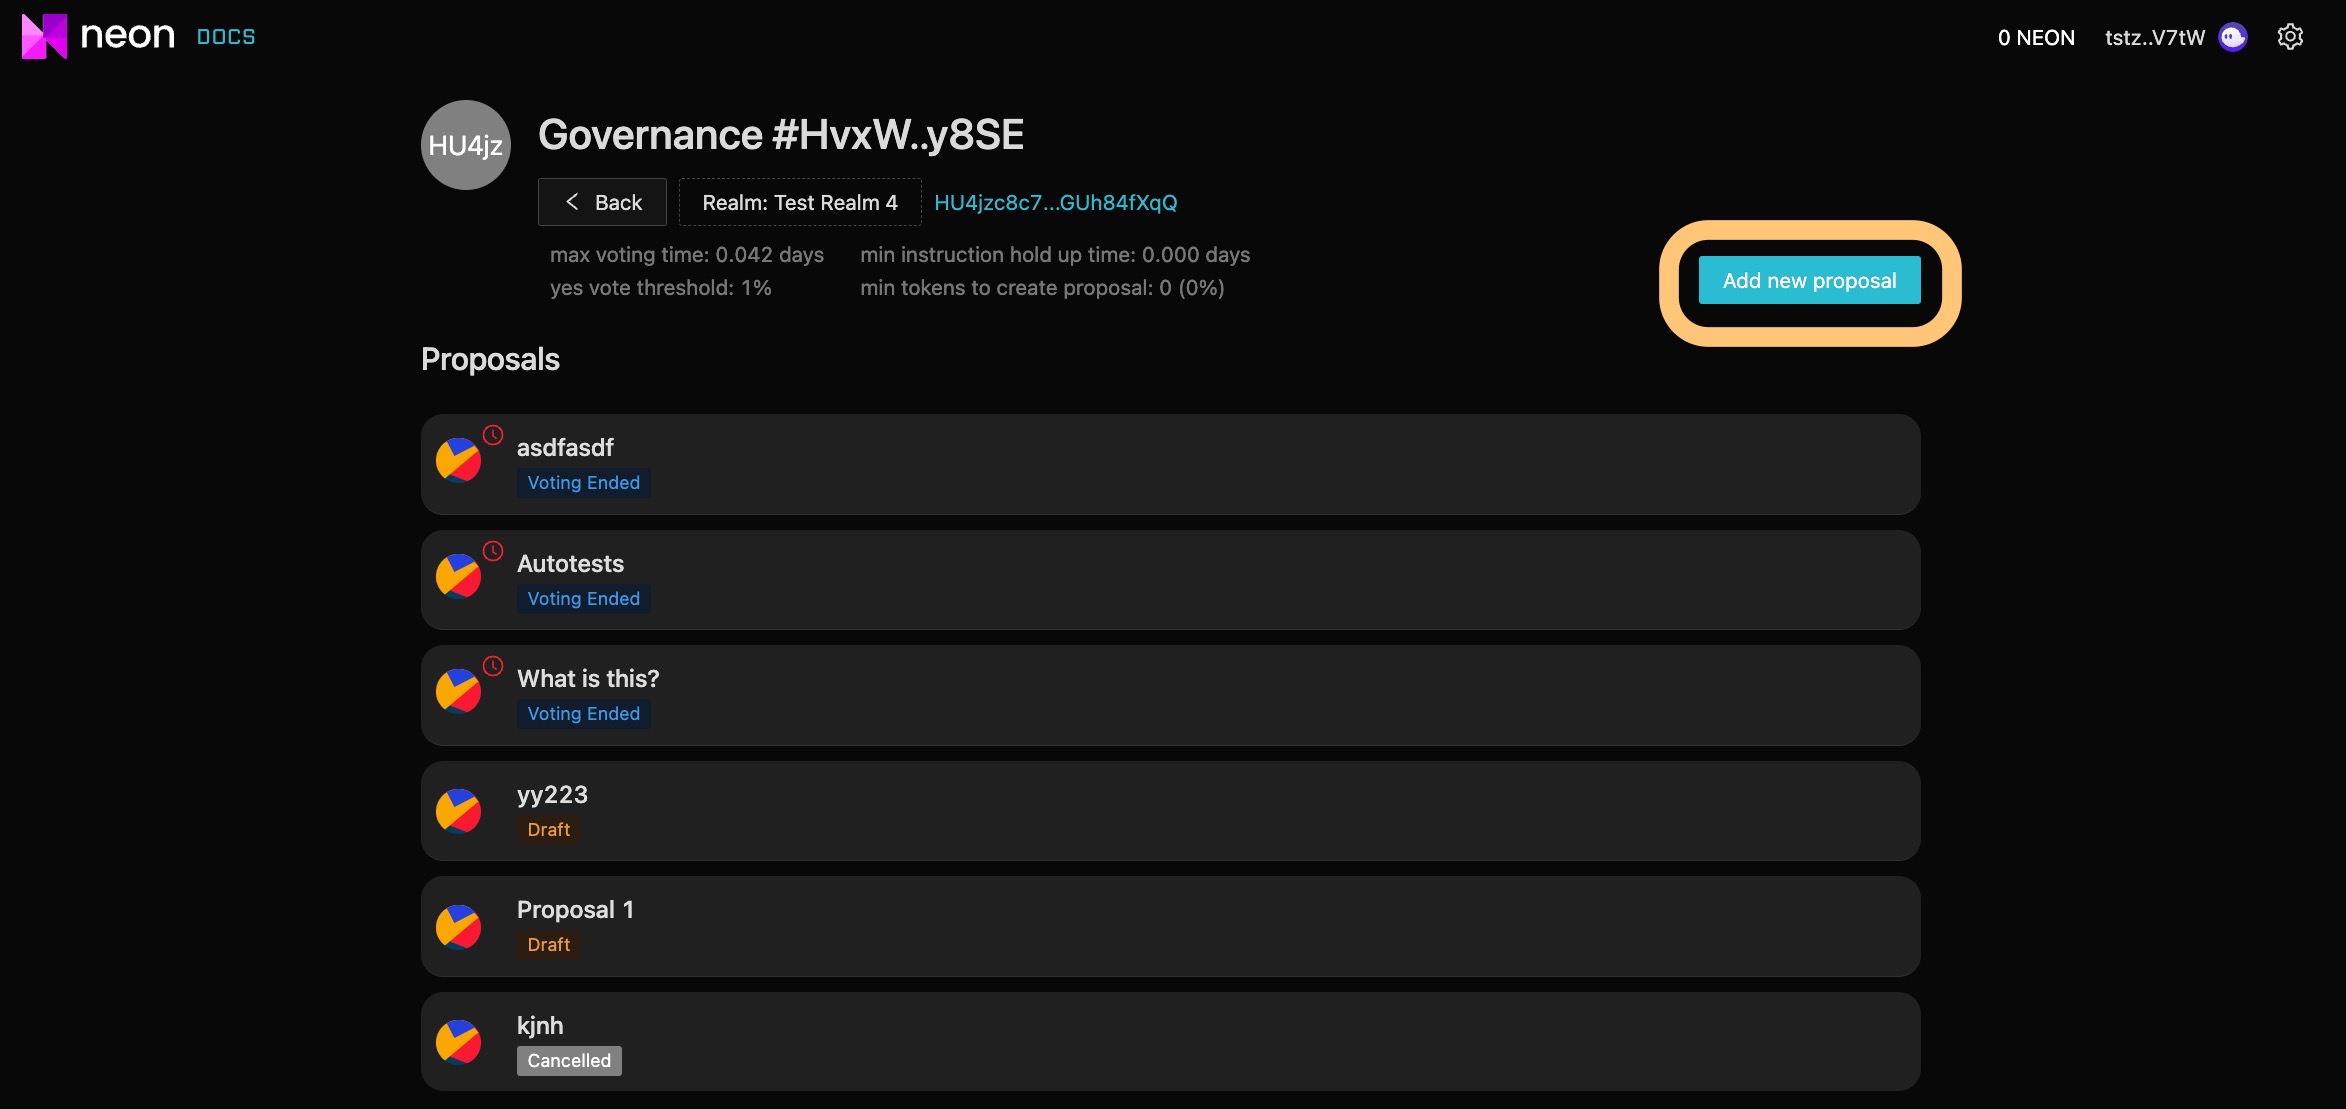 neon DOCS
0 NEON tstz..V7tW
HU4jz
Governance #HvxW..y8SE
Back
Realm: Test Realm 4
HU4jzc8c7...GUh84fXqQ
max voting time: 0.042 days
min instruction hold up time: 0.000 days
yes vote threshold: 1%
min tokens to create proposal: 0 (0%)
Add new proposal
Proposals
asdfasdf
Voting Ended
Autotests
Voting Ended
What is this?
Voting Ended
yy223
Draft
Proposal 1
Draft
kjnh
Cancelled